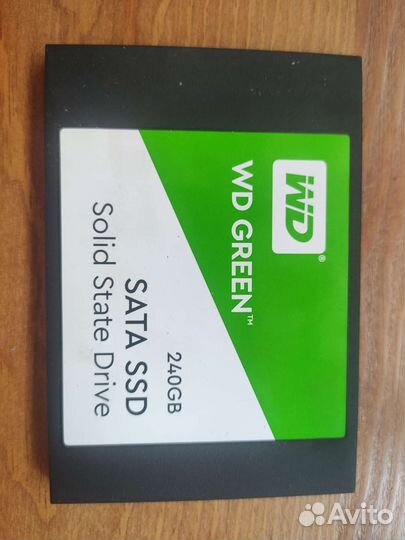 WD®
WD GREEN™
240GB
SATA SSD
Solid State Drive
Avito